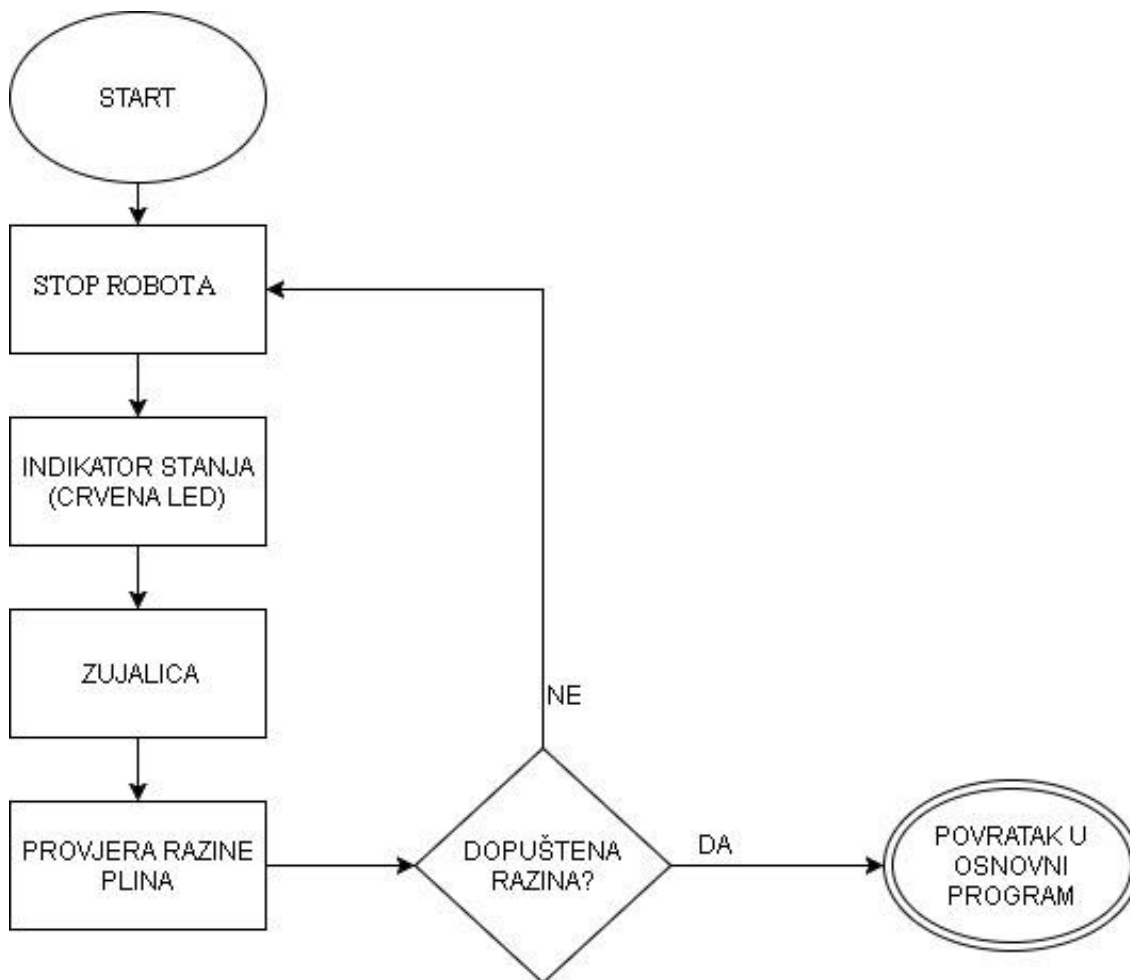 START
STOP ROBOTA
INDIKATOR STANJA
(CRVENA LED)
ZUJALICA
PROVJERA RAZINE
PLINA
DOPUŠTENA
RAZINA?
NE
DA
POVRATAK U
OSNOVNI
PROGRAM